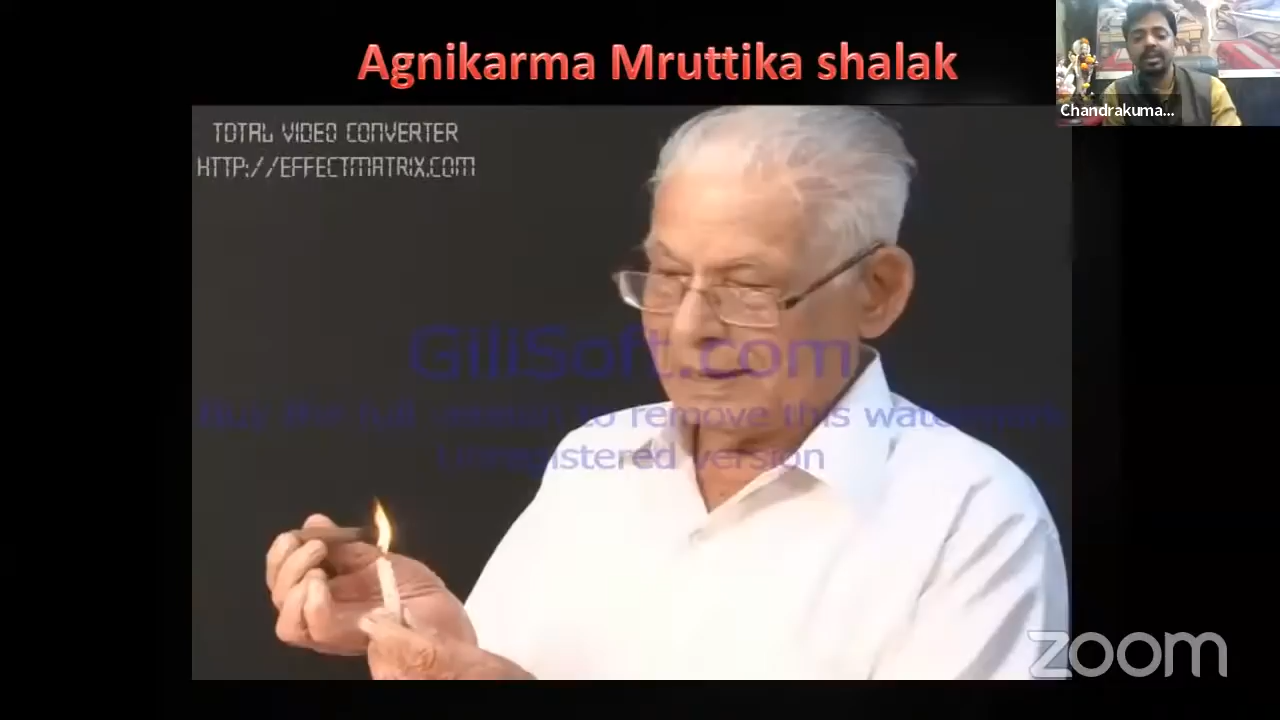 Agnikarma Mruttika shalak
Chandrakuma...
TOTAL VIDEO CONVERTER
HTTP://EFFECTMATRIX.COM
GiliSoft.com
Buy the full version to remove this watermark
Unregistered version
zoom